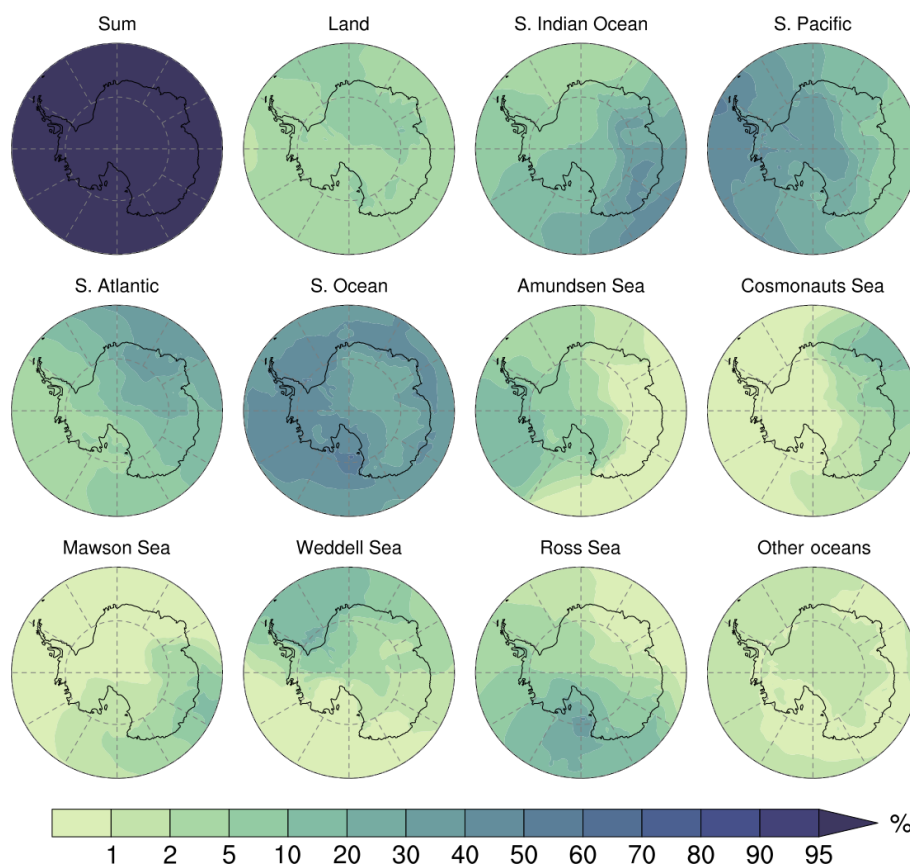 Sum Land S. Indian Ocean S. Pacific
S. Atlantic S. Ocean Amundsen Sea Cosmonauts Sea
Mawson Sea Weddell Sea Ross Sea Other oceans
1 2 5 10 20 30 40 50 60 70 80 90 95 %